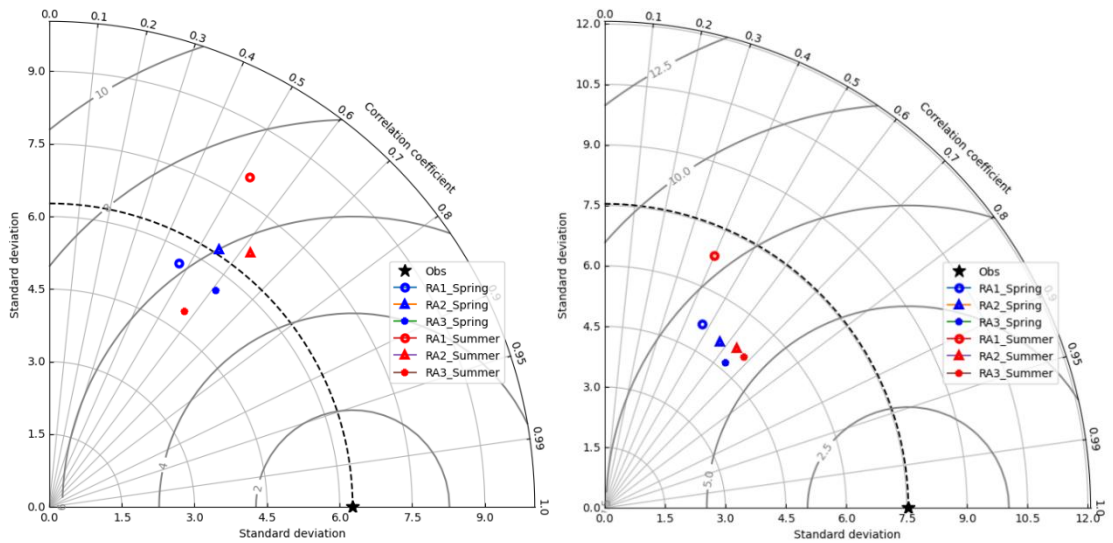 0.0
0.1
0.2
0.3
0.4
0.5
0.6
0.7
0.8
0.9
0.95
0.99
1.0
Correlation coefficient
9.0
7.5
6.0
4.5
3.0
1.5
0.0
Standard deviation
10
8
4
2
Obs
RA1_Spring
RA2_Spring
RA3_Spring
RA1_Summer
RA2_Summer
RA3_Summer
0.0 1.5 3.0 4.5 6.0 7.5 9.0
Standard deviation
0.0
0.1
0.2
0.3
0.4
0.5
0.6
0.7
0.8
0.9
0.95
0.99
1.0
Correlation coefficient
12.0
10.5
9.0
7.5
6.0
4.5
3.0
1.5
0.0
Standard deviation
12.5
10.0
5.0
2.5
Obs
RA1_Spring
RA2_Spring
RA3_Spring
RA1_Summer
RA2_Summer
RA3_Summer
0.0 1.5 3.0 4.5 6.0 7.5 9.0 10.5 12.0
Standard deviation